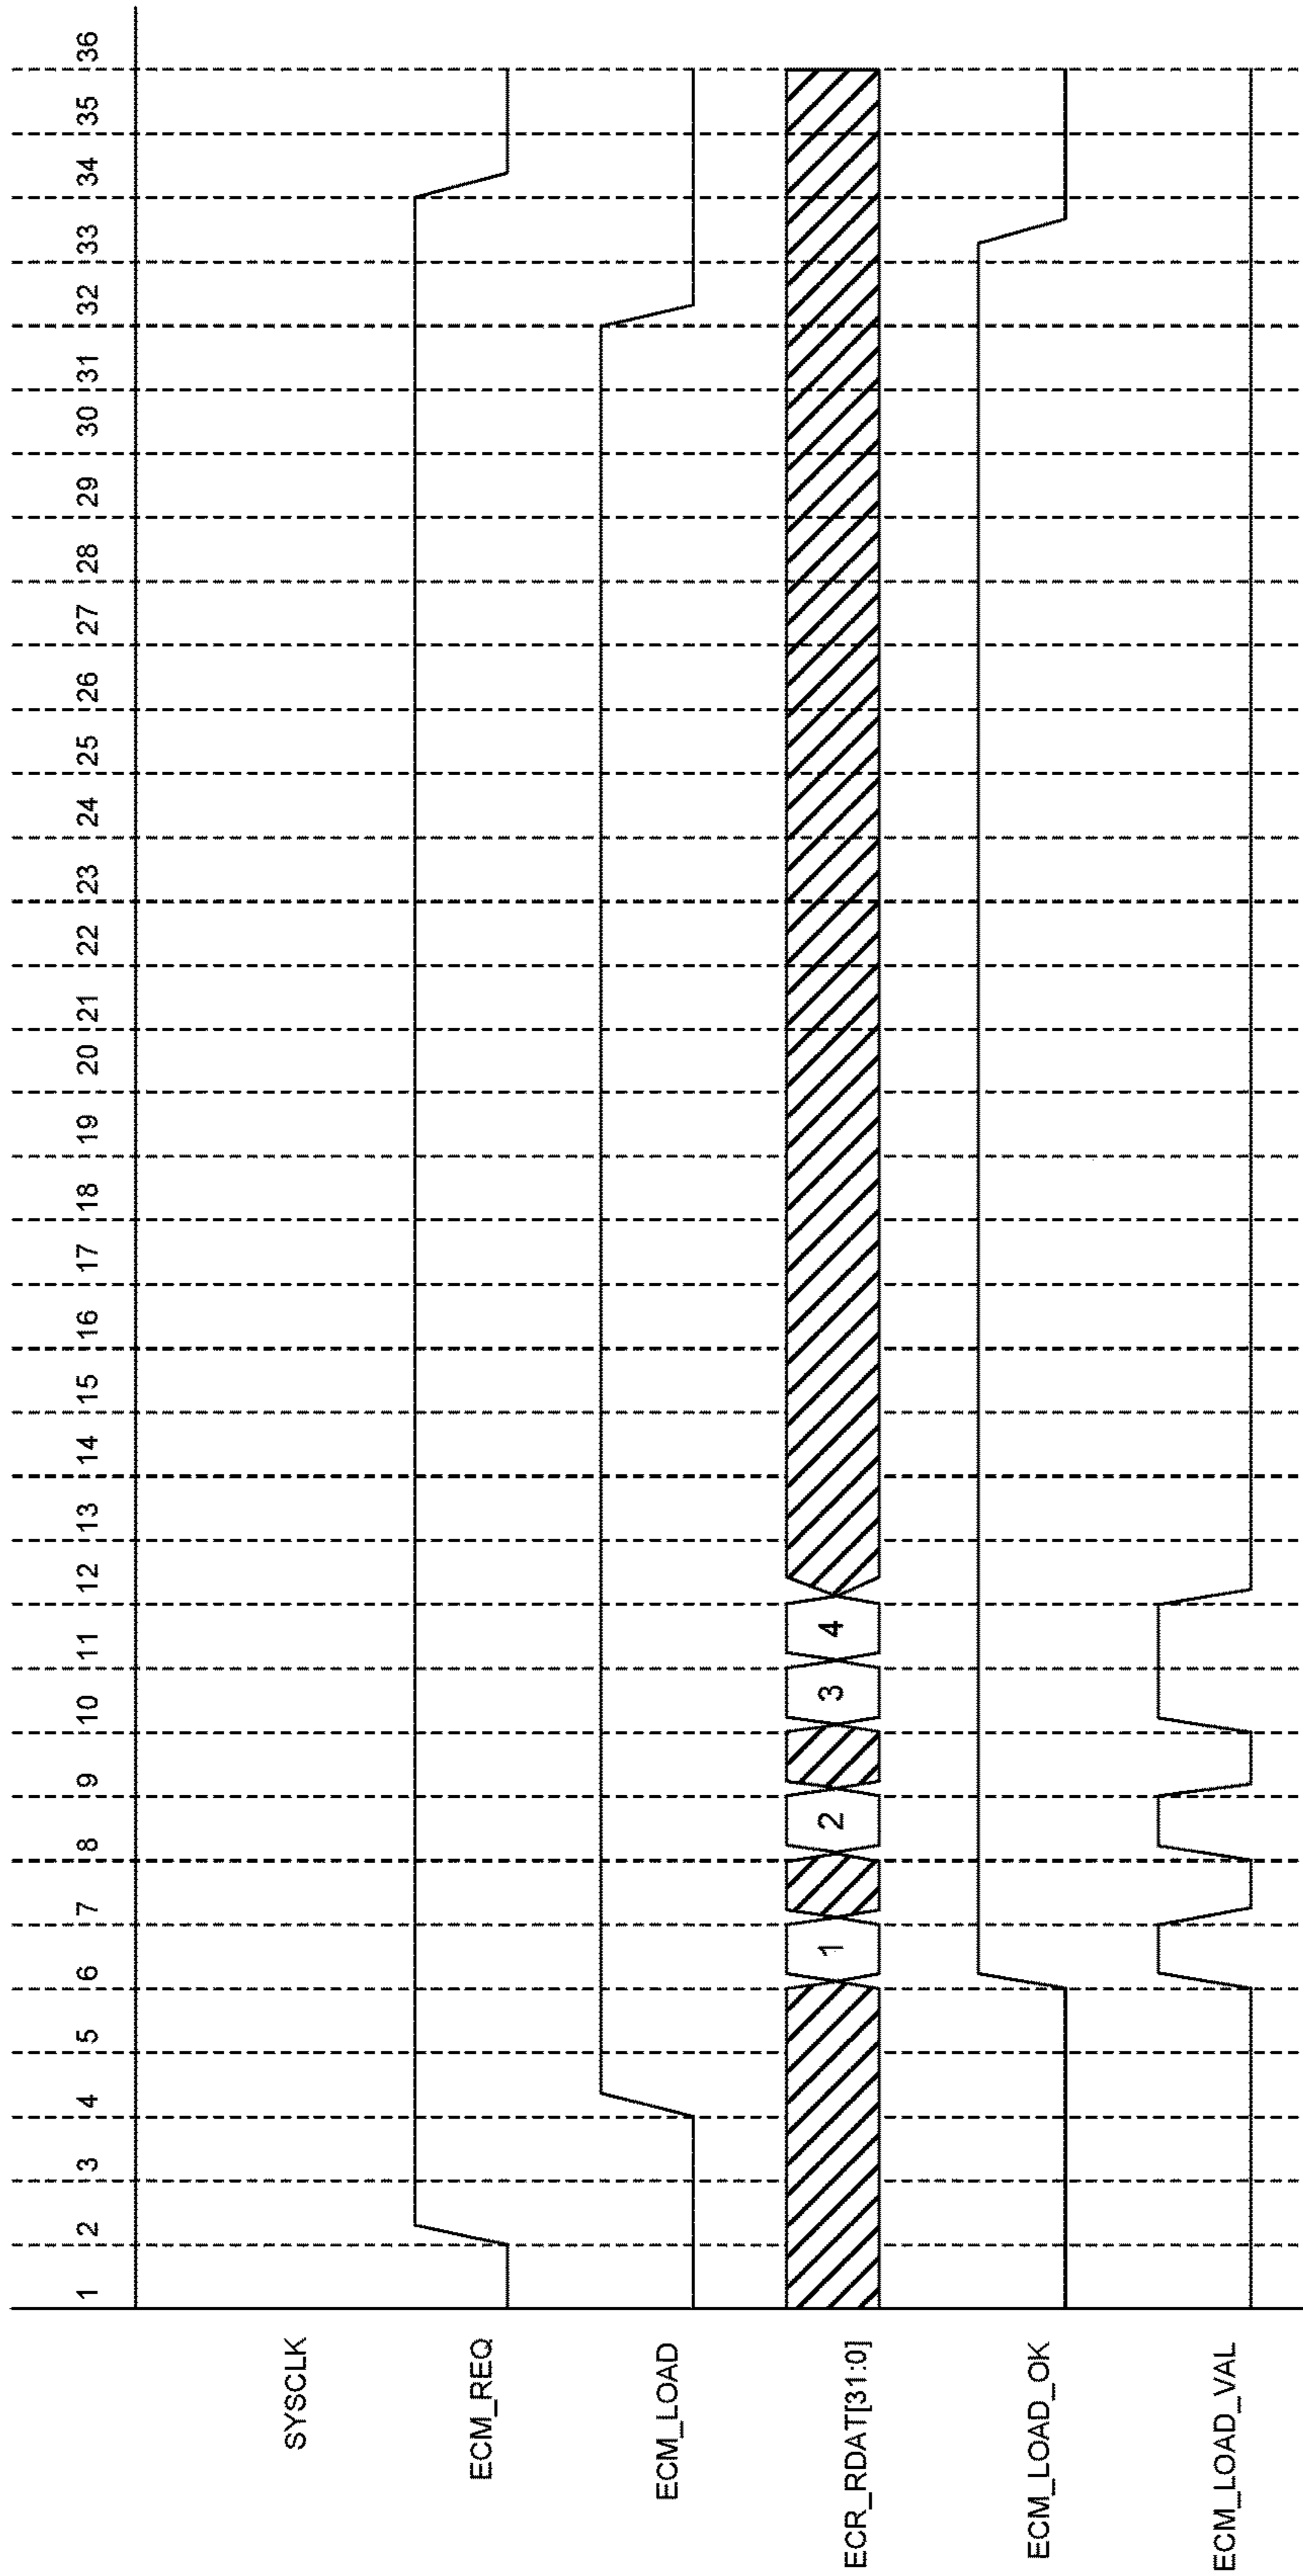 1 2 3 4 5 6 7 8 9 10 11 12 13 14 15 16 17 18 19 20 21 22 23 24 25 26 27 28 29 30 31 32 33 34 35 36
SYSCLK
ECM_REQ
ECM_LOAD
ECR_RDAT[31:0] 1 2 3 4
ECM_LOAD_OK
ECM_LOAD_VAL